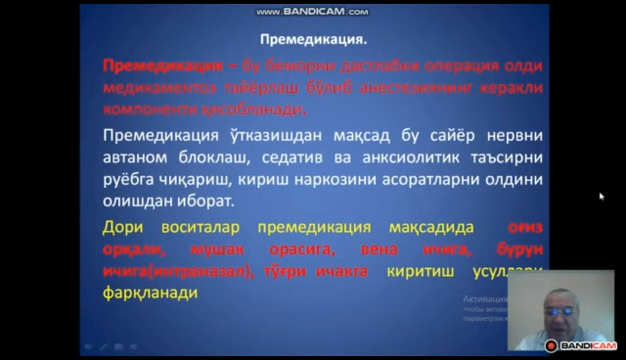 www.BANDICAM.com
Премедикация.
Премедикация – бу беморни дастлабки операция олди
медикаментоз тайёрлаш бўлиб анестезиянинг керакли
компоненти ҳисобланади.
Премедикация ўтказишдан мақсад бу сайёр нервни
автаном блоклаш, седатив ва анксиолитик таъсирни
руёбга чиқариш, кириш наркозини асоратларни олдини
олишдан иборат.
Дори воситалар премедикация мақсадида оғиз
орқали, мушак орасига, вена ичига, бурун
ичига(интраназал), тўғри ичакга киритиш усуллари
фарқланади
Активация
Чтобы активи
параметрам к
BANDICAM